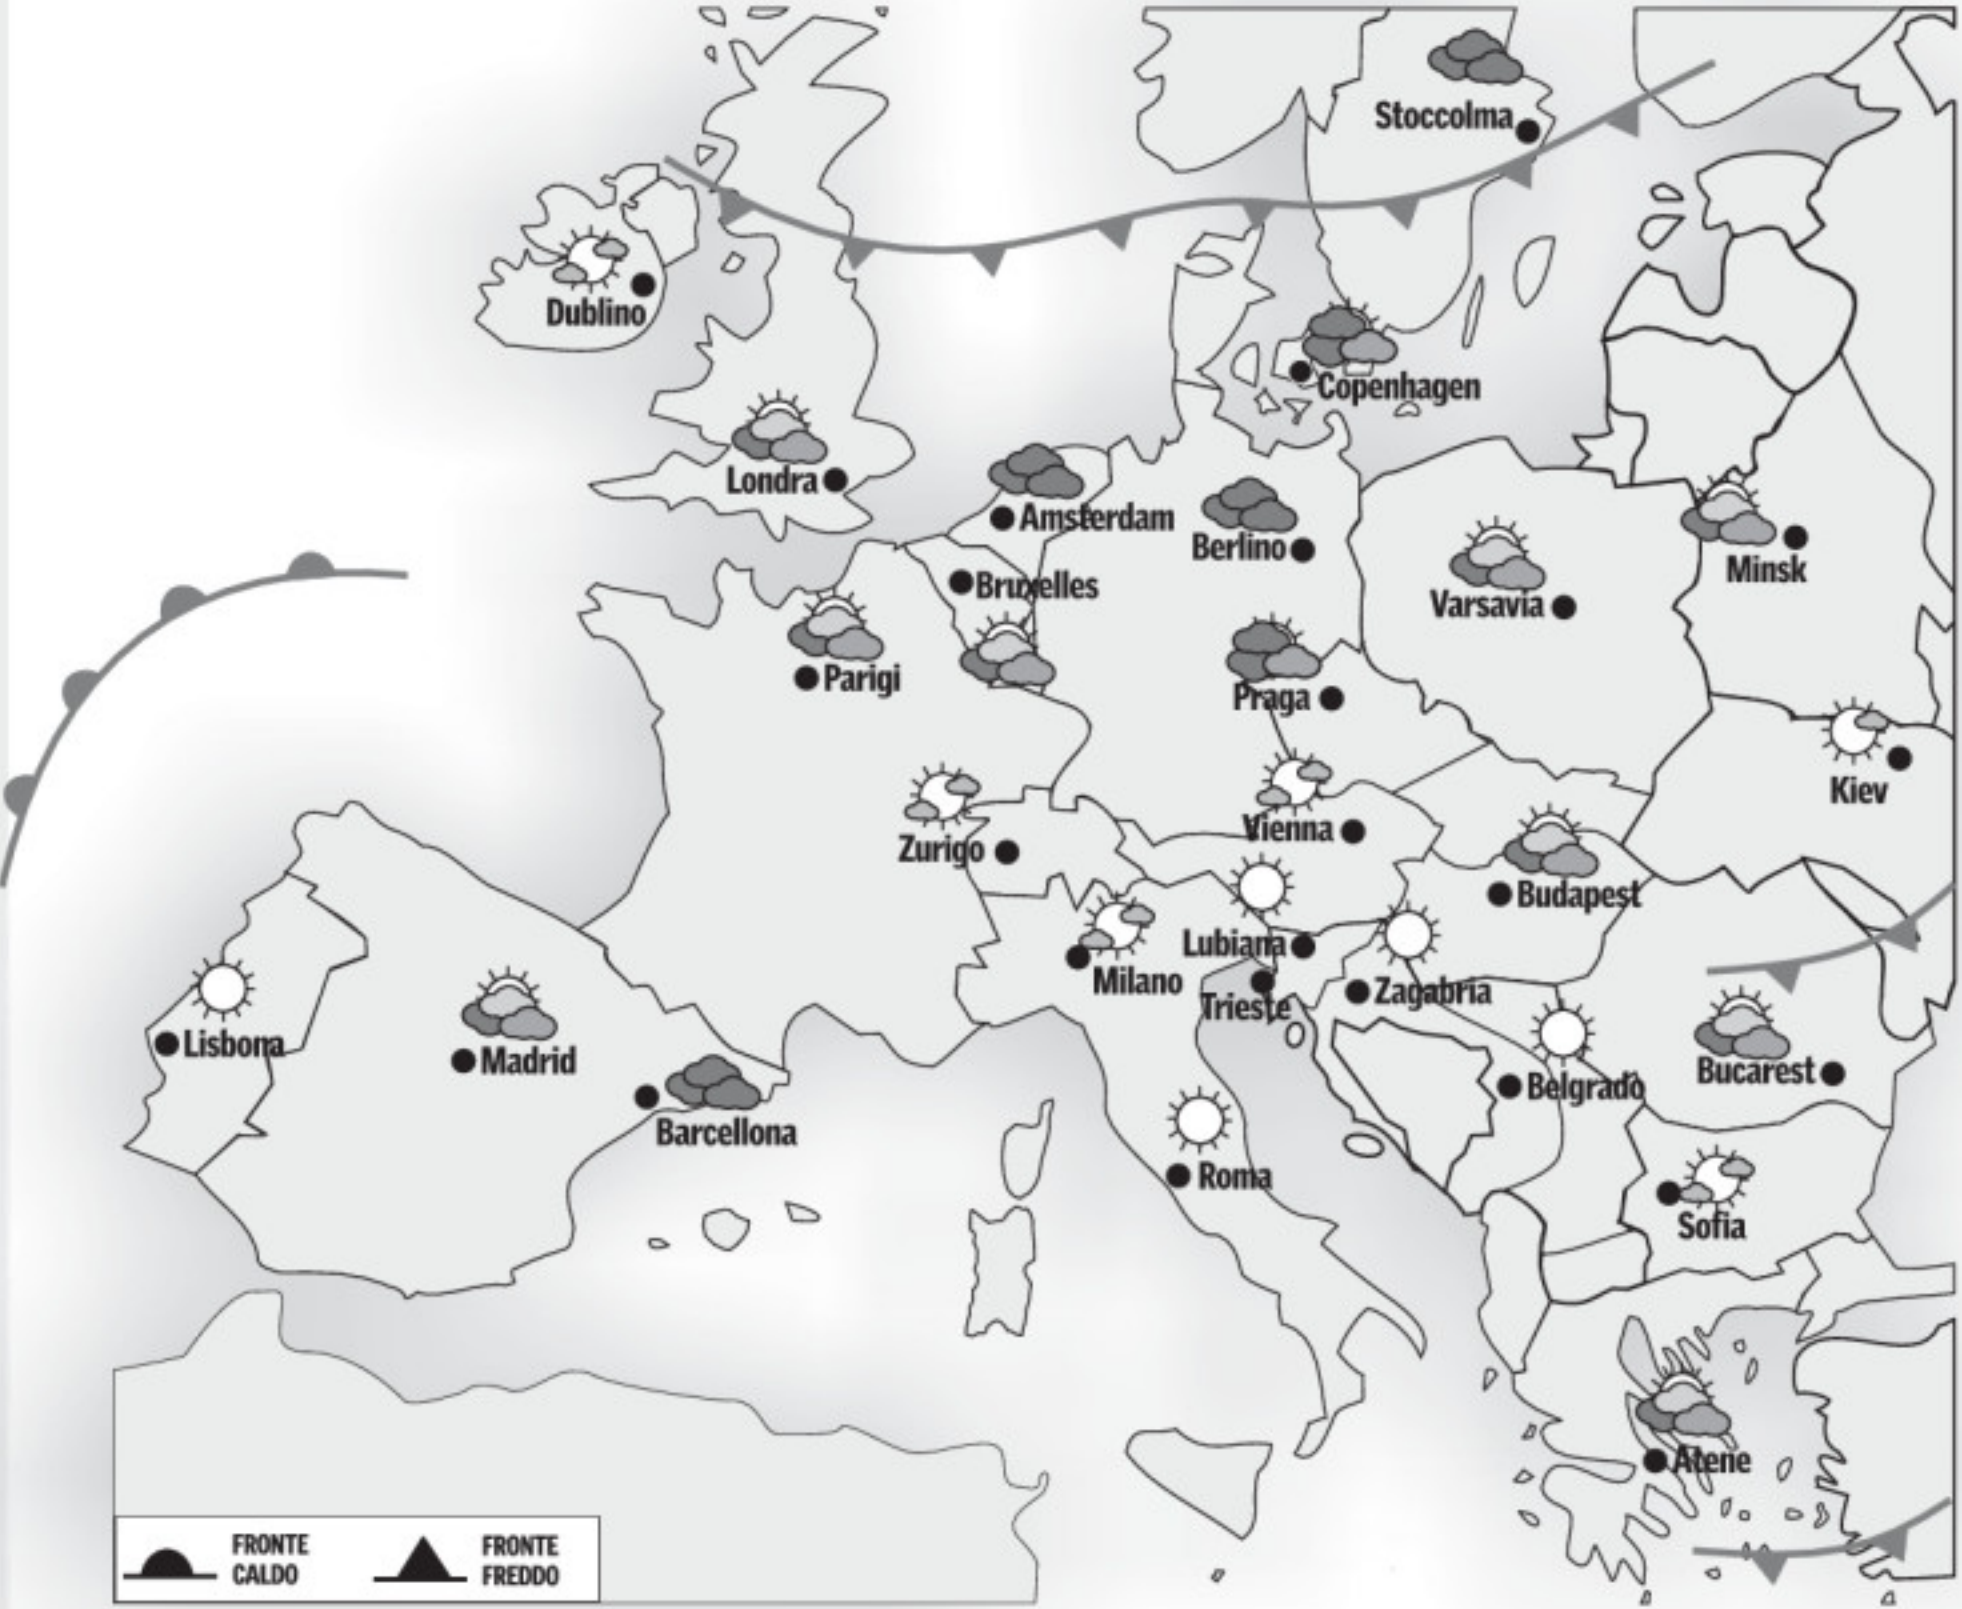 Stoccolma
Dublino
Copenhagen
Londra
Amsterdam
Berlino
Bruxelles
Minsk
Varsavia
Parigi
Praga
Kiev
Vienna
Zurigo
Budapest
Lubiana
Milano
Zagabria
Trieste
Lisbona
Madrid
Belgrado
Bucarest
Barcellona
Roma
Sofia
Atene
FRONTE
CALDO
FRONTE
FREDDO